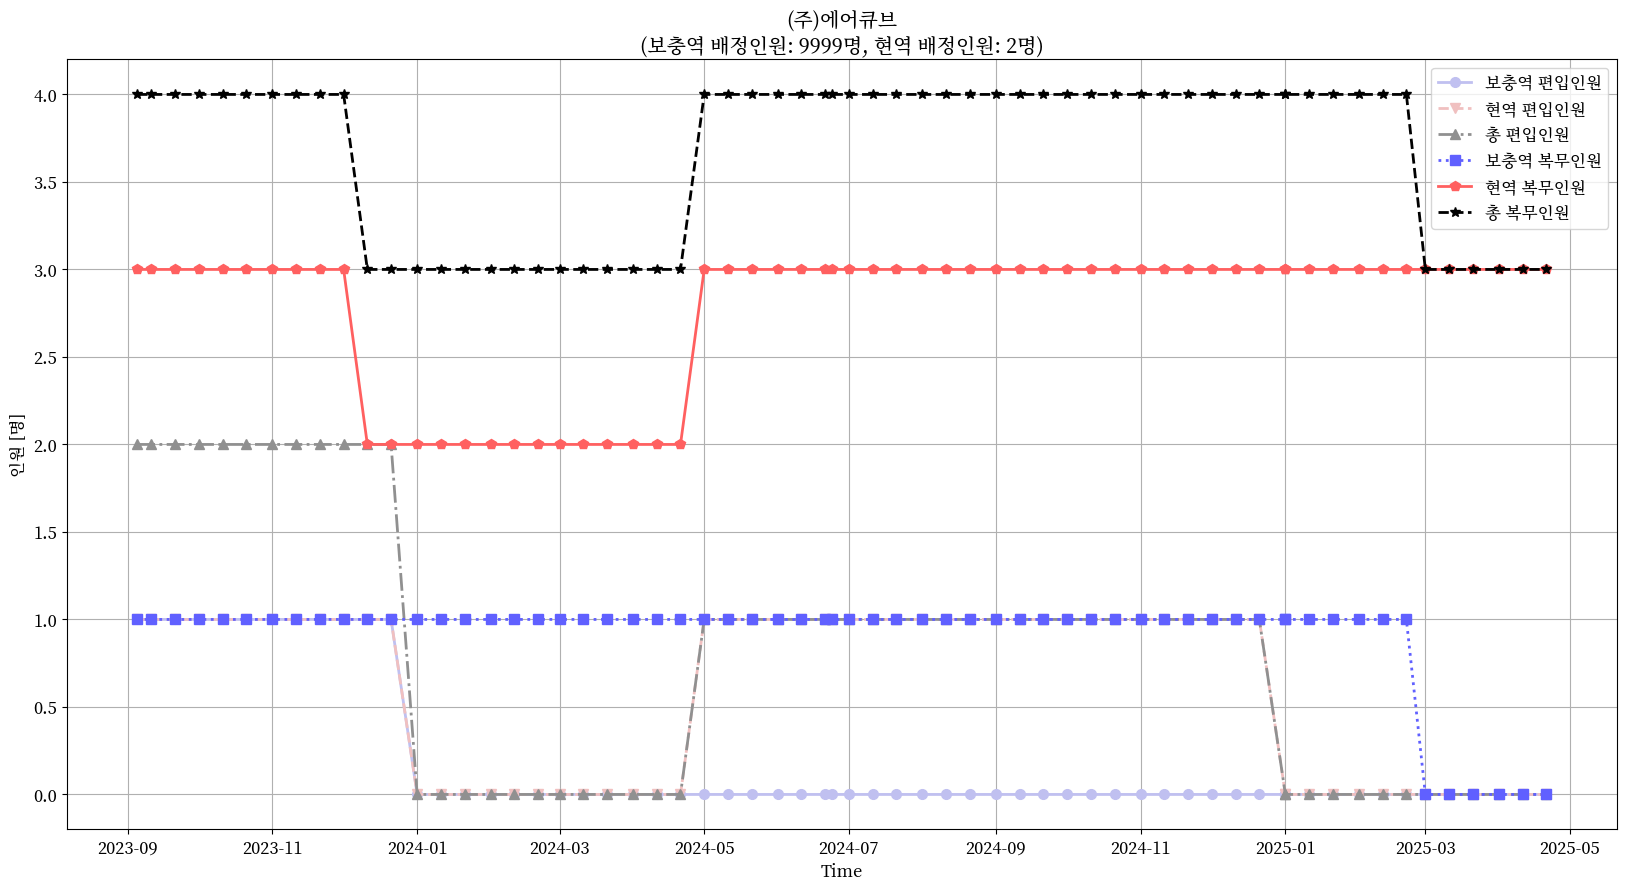 (주)에어큐브
(보충역 배정인원: 9999명, 현역 배정인원: 2명)
보충역 편입인원
현역 편입인원
총 편입인원
보충역 복무인원
현역 복무인원
총 복무인원
인원 [명]
4.0
3.5
3.0
2.5
2.0
1.5
1.0
0.5
0.0
2023-09 2023-11 2024-01 2024-03 2024-05 2024-07 2024-09 2024-11 2025-01 2025-03 2025-05
Time